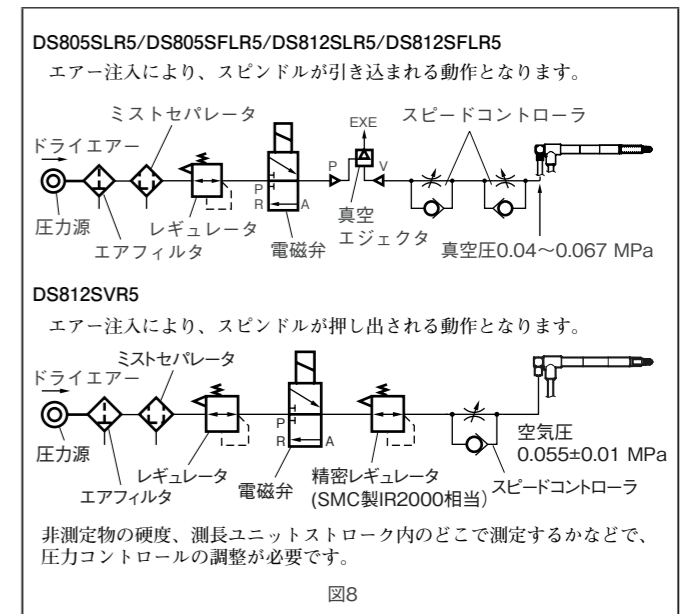 DS805SLR5/DS805SFLR5/DS812SLR5/DS812SFLR5
エアー注入により、スピンドルが引き込まれる動作となります。
ミストセパレータ
EXE
スピードコントローラ
ドライエアー
P
V
P
R
A
圧力源
レギュレータ
真空
エジェクタ
エアフィルタ
電磁弁
真空圧0.04～0.067 MPa
DS812SVR5
エアー注入により、スピンドルが押し出される動作となります。
ミストセパレータ
ドライエアー
P
R
A
空気圧
0.055±0.01 MPa
圧力源
レギュレータ
エアフィルタ
電磁弁
精密レギュレータ
(SMC製IR2000相当)
スピードコントローラ
非測定物の硬度、測長ユニットストローク内のどこで測定するかなどで、
圧力コントロールの調整が必要です。
図8